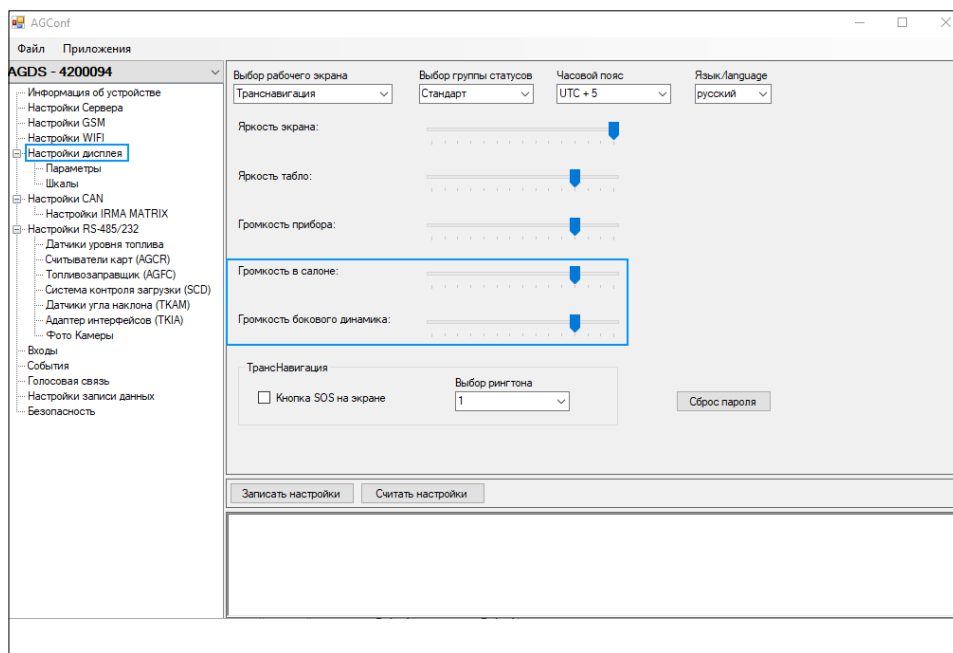 AGConf
Файл Приложения
AGDS - 4200094
Информация об устройстве
Настройки Сервера
Настройки GSM
Настройки WIFI
Настройки дисплея
Параметры
Шкалы
Настройки CAN
Настройки IRMA MATRIX
Настройки RS-485/232
Датчики уровня топлива
Считыватели карт (AGCR)
Топливозаправщик (AGFC)
Система контроля загрузки (SCD)
Датчики угла наклона (TKAM)
Адаптер интерфейсов (TKIA)
Фото Камеры
Входы
События
Голосовая связь
Настройки записи данных
Безопасность
Выбор рабочего экрана Выбор группы статусов Часовой пояс Язык/language
Транснавигация Стандарт UTC + 5 русский
Яркость экрана:
Яркость табло:
Громкость прибора:
Громкость в салоне:
Громкость бокового динамика:
ТрансНавигация
Выбор рингтона
Кнопка SOS на экране 1 Сброс пароля
Записать настройки Считать настройки